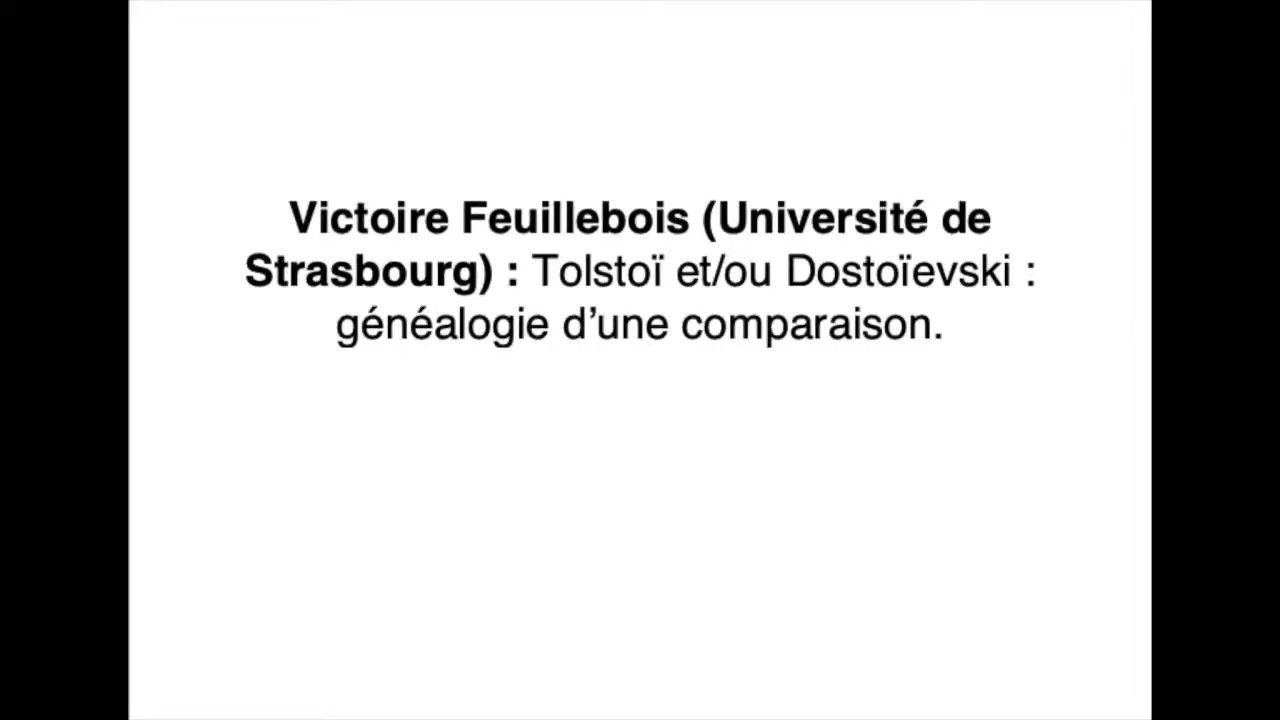 Victoire Feuillebois (Université de
Strasbourg) : Tolstoï et/ou Dostoïevski :
généalogie d’une comparaison.